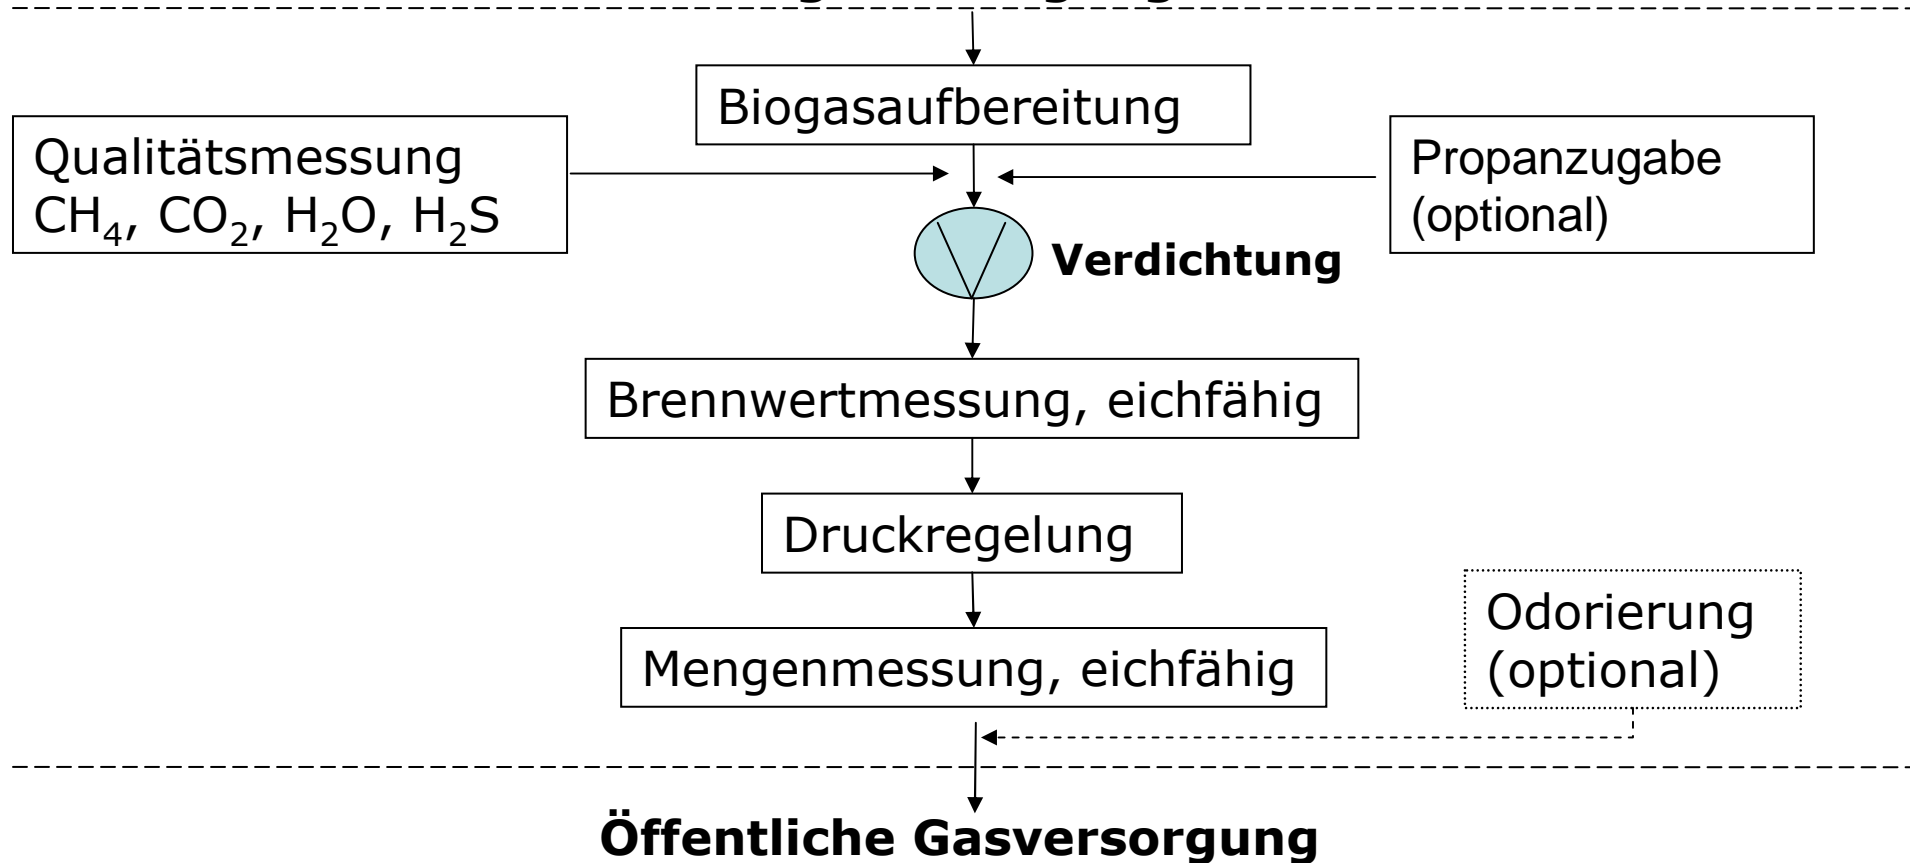 Biogasaufbereitung
Qualitätsmessung
CH₄, CO₂, H₂O, H₂S
Propanzugabe
(optional)
Verdichtung
Brennwertmessung, eichfähig
Druckregelung
Odorierung
(optional)
Mengenmessung, eichfähig
Öffentliche Gasversorgung